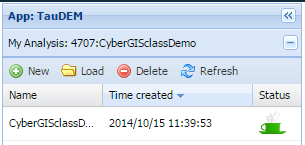 App: TauDEM
My Analysis: 4707:CyberGISclassDemo
New Load Delete Refresh
Name Time created Status
CyberGISclassD... 2014/10/15 11:39:53